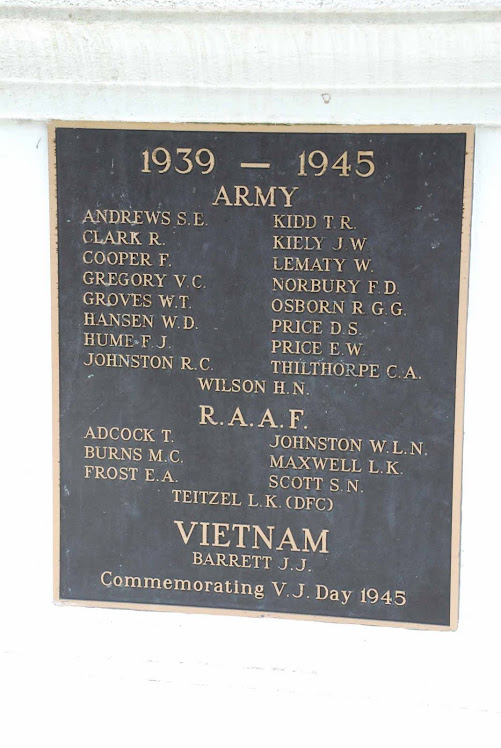 1939 — 1945
ARMY
ANDREWS S.E. KIDD T.R.
CLARK R. KIELY J.W.
COOPER F. LEMATY W.
GREGORY V.C. NORBURY F.D.
GROVES W.T. OSBORN R.G.G.
HANSEN W.D. PRICE D.S.
HUME F.J. PRICE E.W.
JOHNSTON R.C. THILTHORPE C.A.
WILSON H.N.
R.A.A.F.
ADCOCK T. JOHNSTON W.L.N.
BURNS M.C. MAXWELL L.K.
FROST E.A. SCOTT S.N.
TEITZEL L.K. (DFC)
VIETNAM
BARRETT J.J.
Commemorating V.J. Day 1945